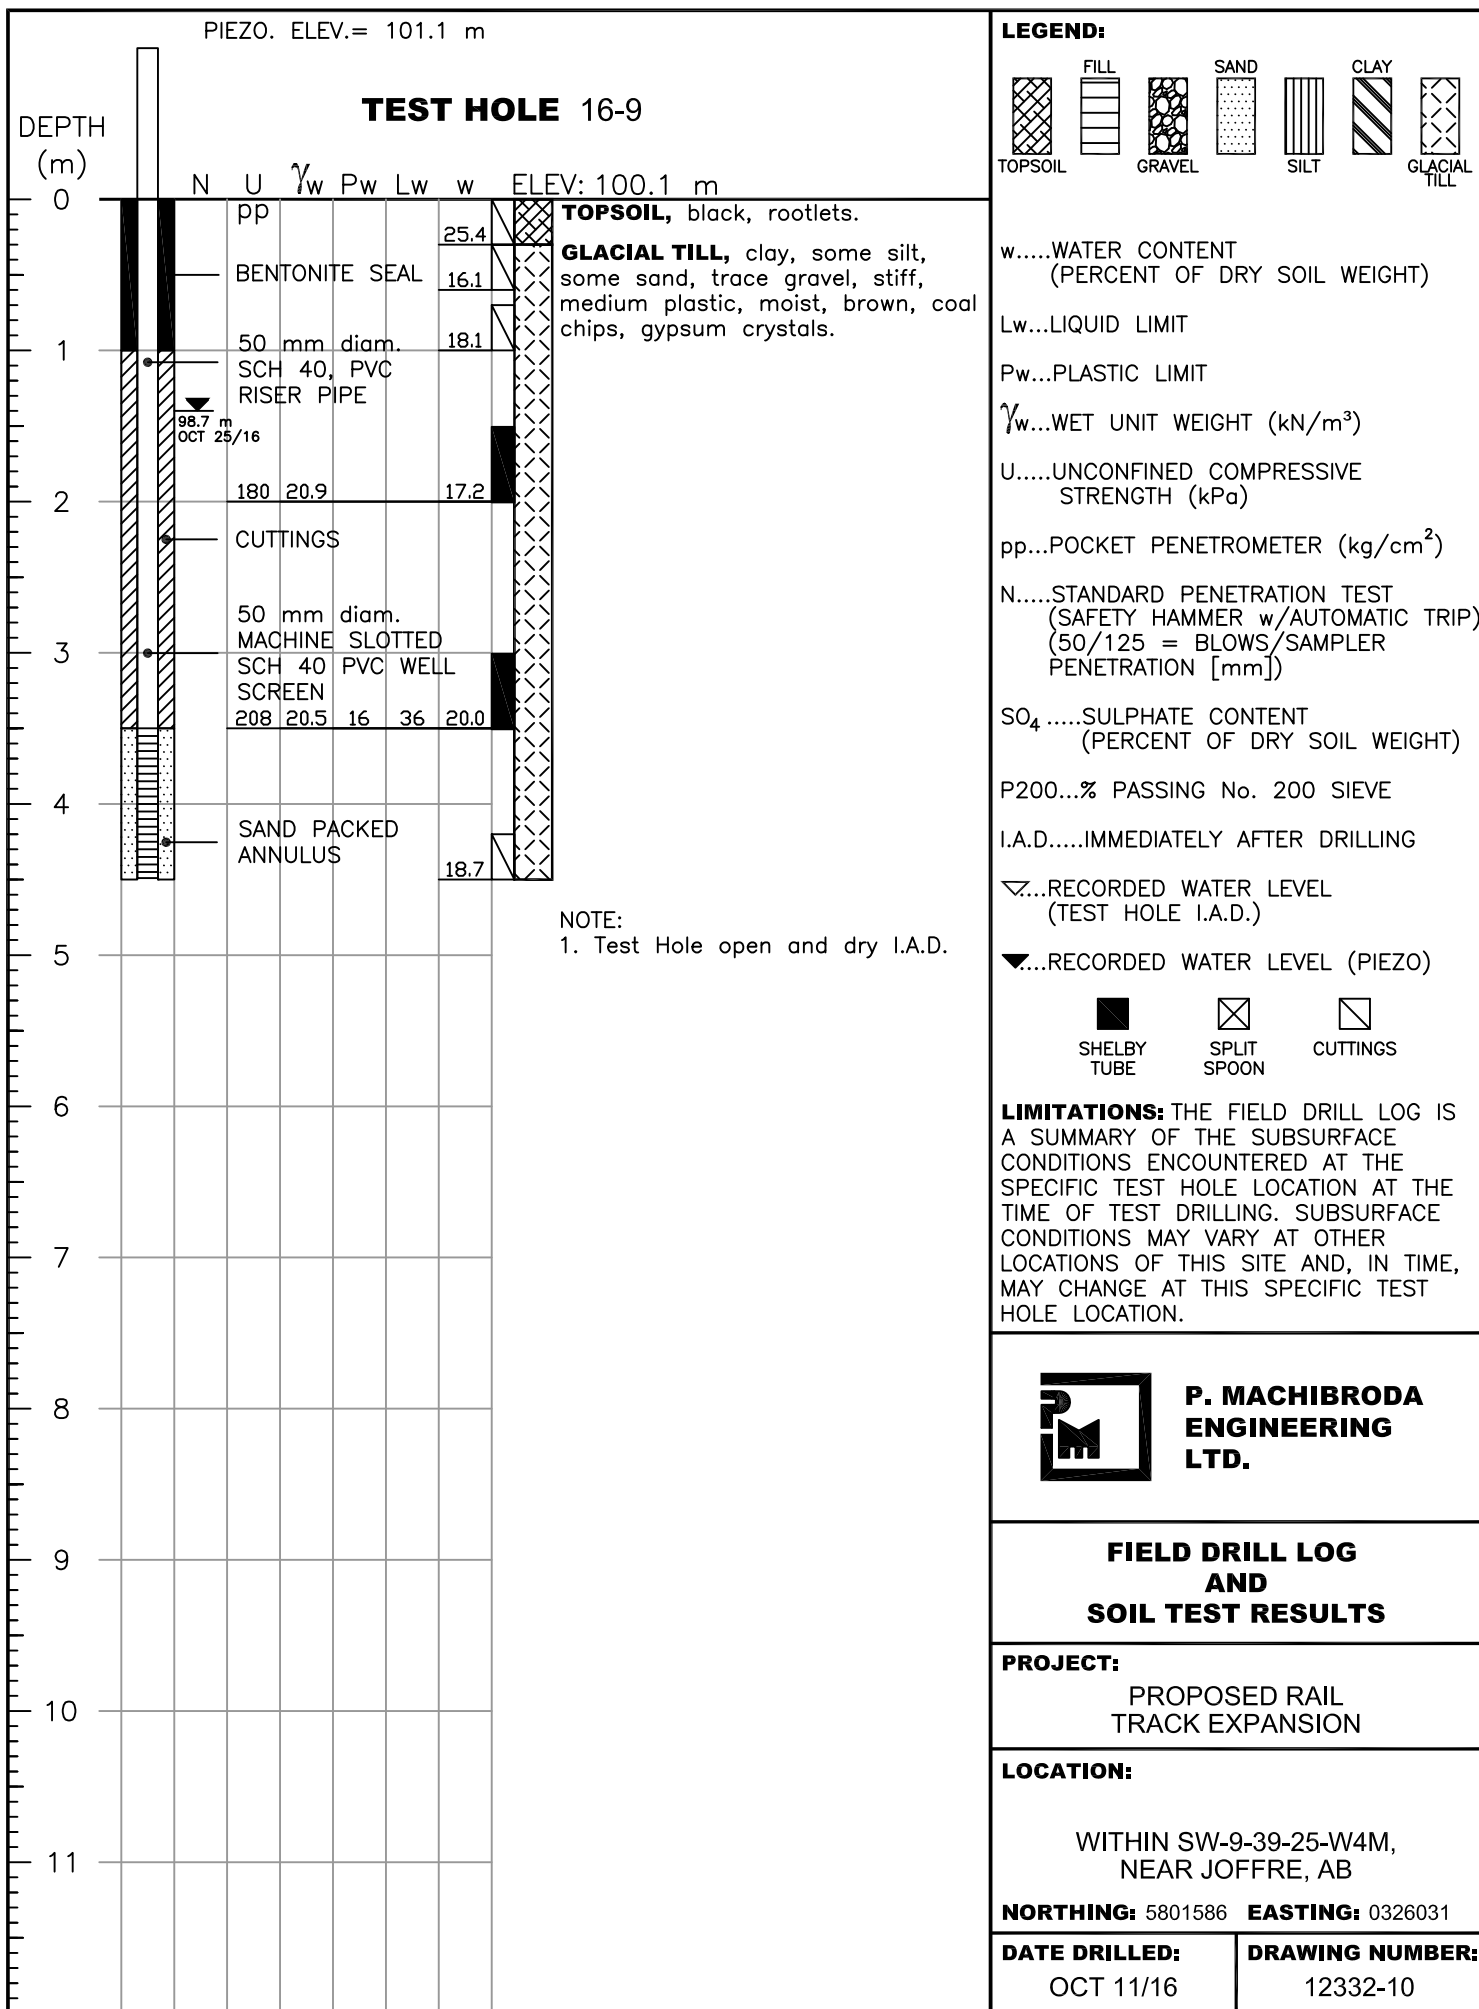 PIEZO. ELEV.= 101.1 m
TEST HOLE 16-9
DEPTH
(m)
N U γw Pw Lw w ELEV: 100.1 m
pp
0
TOPSOIL, black, rootlets.
25.4
GLACIAL TILL, clay, some silt,
some sand, trace gravel, stiff,
medium plastic, moist, brown, coal
chips, gypsum crystals.
BENTONITE SEAL
16.1
50 mm diam.
SCH 40, PVC
RISER PIPE
18.1
1
98.7 m
OCT 25/16
180 20.9 17.2
2
CUTTINGS
50 mm diam.
MACHINE SLOTTED
SCH 40 PVC WELL
SCREEN
3
208 20.5 16 36 20.0
4
SAND PACKED
ANNULUS
18.7
NOTE:
1. Test Hole open and dry I.A.D.
5
6
7
8
9
10
11
LEGEND:
FILL SAND CLAY
TOPSOIL GRAVEL SILT GLACIAL
TILL
w.....WATER CONTENT
(PERCENT OF DRY SOIL WEIGHT)
Lw...LIQUID LIMIT
Pw...PLASTIC LIMIT
γw...WET UNIT WEIGHT (kN/m³)
U.....UNCONFINED COMPRESSIVE
STRENGTH (kPa)
pp...POCKET PENETROMETER (kg/cm²)
N.....STANDARD PENETRATION TEST
(SAFETY HAMMER w/AUTOMATIC TRIP)
(50/125 = BLOWS/SAMPLER
PENETRATION [mm])
SO₄.....SULPHATE CONTENT
(PERCENT OF DRY SOIL WEIGHT)
P200...% PASSING No. 200 SIEVE
I.A.D.....IMMEDIATELY AFTER DRILLING
....RECORDED WATER LEVEL
(TEST HOLE I.A.D.)
....RECORDED WATER LEVEL (PIEZO)
SHELBY
TUBE
SPLIT
SPOON
CUTTINGS
LIMITATIONS: THE FIELD DRILL LOG IS
A SUMMARY OF THE SUBSURFACE
CONDITIONS ENCOUNTERED AT THE
SPECIFIC TEST HOLE LOCATION AT THE
TIME OF TEST DRILLING. SUBSURFACE
CONDITIONS MAY VARY AT OTHER
LOCATIONS OF THIS SITE AND, IN TIME,
MAY CHANGE AT THIS SPECIFIC TEST
HOLE LOCATION.
PM
P. MACHIBRODA
ENGINEERING
LTD.
FIELD DRILL LOG
AND
SOIL TEST RESULTS
PROJECT:
PROPOSED RAIL
TRACK EXPANSION
LOCATION:
WITHIN SW-9-39-25-W4M,
NEAR JOFFRE, AB
NORTHING: 5801586 EASTING: 0326031
DATE DRILLED:
OCT 11/16
DRAWING NUMBER:
12332-10